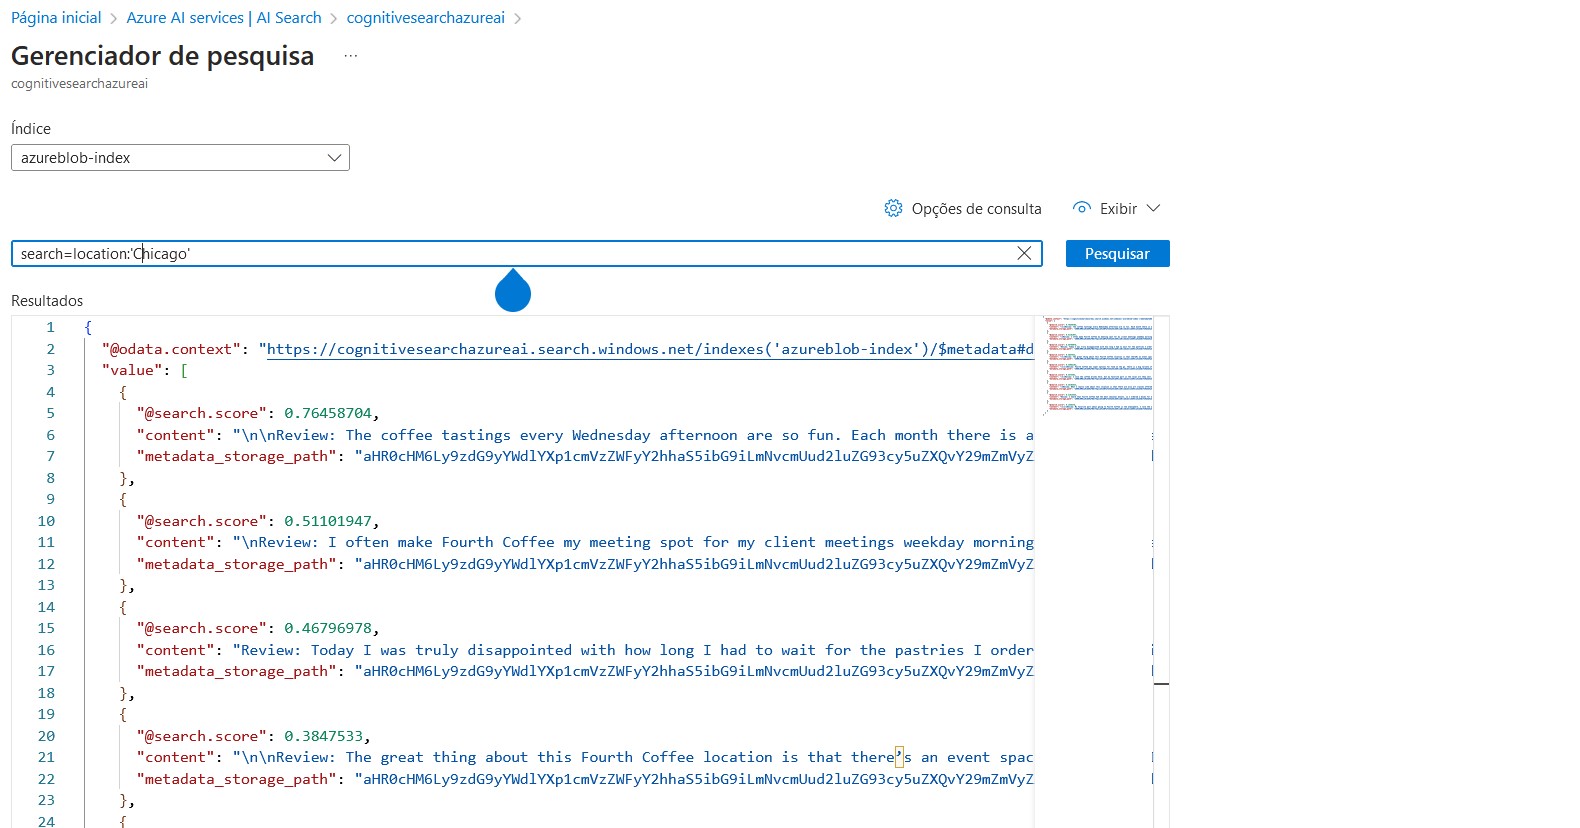 Página inicial > Azure AI services | AI Search > cognitivesearchazureai >
Gerenciador de pesquisa ...
cognitivesearchazureai
Índice
azureblob-index
Opções de consulta Exibir
search=location:'Chicago'
Pesquisar
Resultados
1 {
2 "@odata.context": "https://cognitivesearchazureai.search.windows.net/indexes('azureblob-index')/$metadata#d
3 "value": [
4 {
5 "@search.score": 0.76458704,
6 "content": "\n\nReview: The coffee tastings every Wednesday afternoon are so fun. Each month there is a
7 "metadata_storage_path": "aHR0cHM6Ly9zdG9yYWdlYXp1cmVzZWFyY2hhaS5ibG9iLmNvcmUud2luZG93cy5uZXQvY29mZmVyZ
8 },
9 {
10 "@search.score": 0.51101947,
11 "content": "\nReview: I often make Fourth Coffee my meeting spot for my client meetings weekday morning
12 "metadata_storage_path": "aHR0cHM6Ly9zdG9yYWdlYXp1cmVzZWFyY2hhaS5ibG9iLmNvcmUud2luZG93cy5uZXQvY29mZmVyZ
13 },
14 {
15 "@search.score": 0.46796978,
16 "content": "Review: Today I was truly disappointed with how long I had to wait for the pastries I order
17 "metadata_storage_path": "aHR0cHM6Ly9zdG9yYWdlYXp1cmVzZWFyY2hhaS5ibG9iLmNvcmUud2luZG93cy5uZXQvY29mZmVyZ
18 },
19 {
20 "@search.score": 0.3847533,
21 "content": "\n\nReview: The great thing about this Fourth Coffee location is that there’s an event spac
22 "metadata_storage_path": "aHR0cHM6Ly9zdG9yYWdlYXp1cmVzZWFyY2hhaS5ibG9iLmNvcmUud2luZG93cy5uZXQvY29mZmVyZ
23 },
24 {